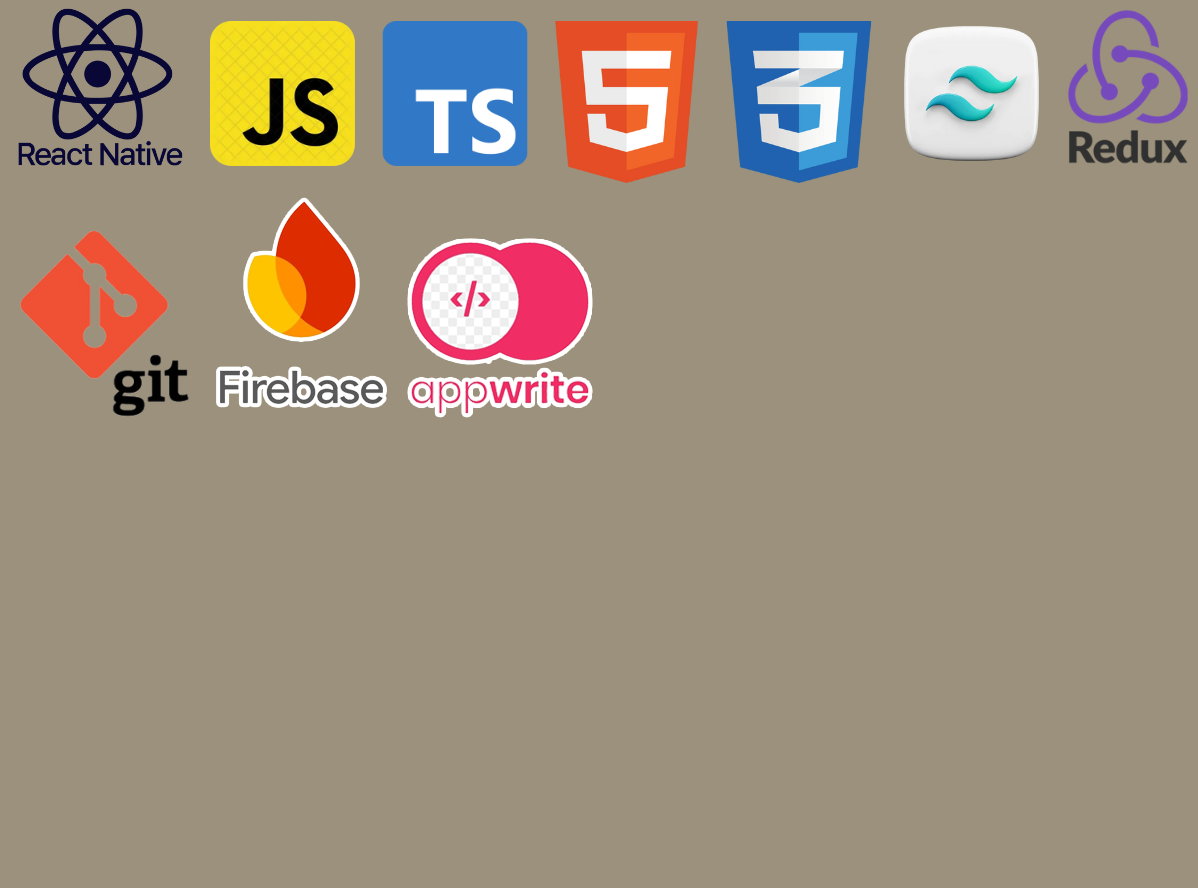 React Native
JS
TS
5
3
Redux
git
Firebase
</>
appwrite